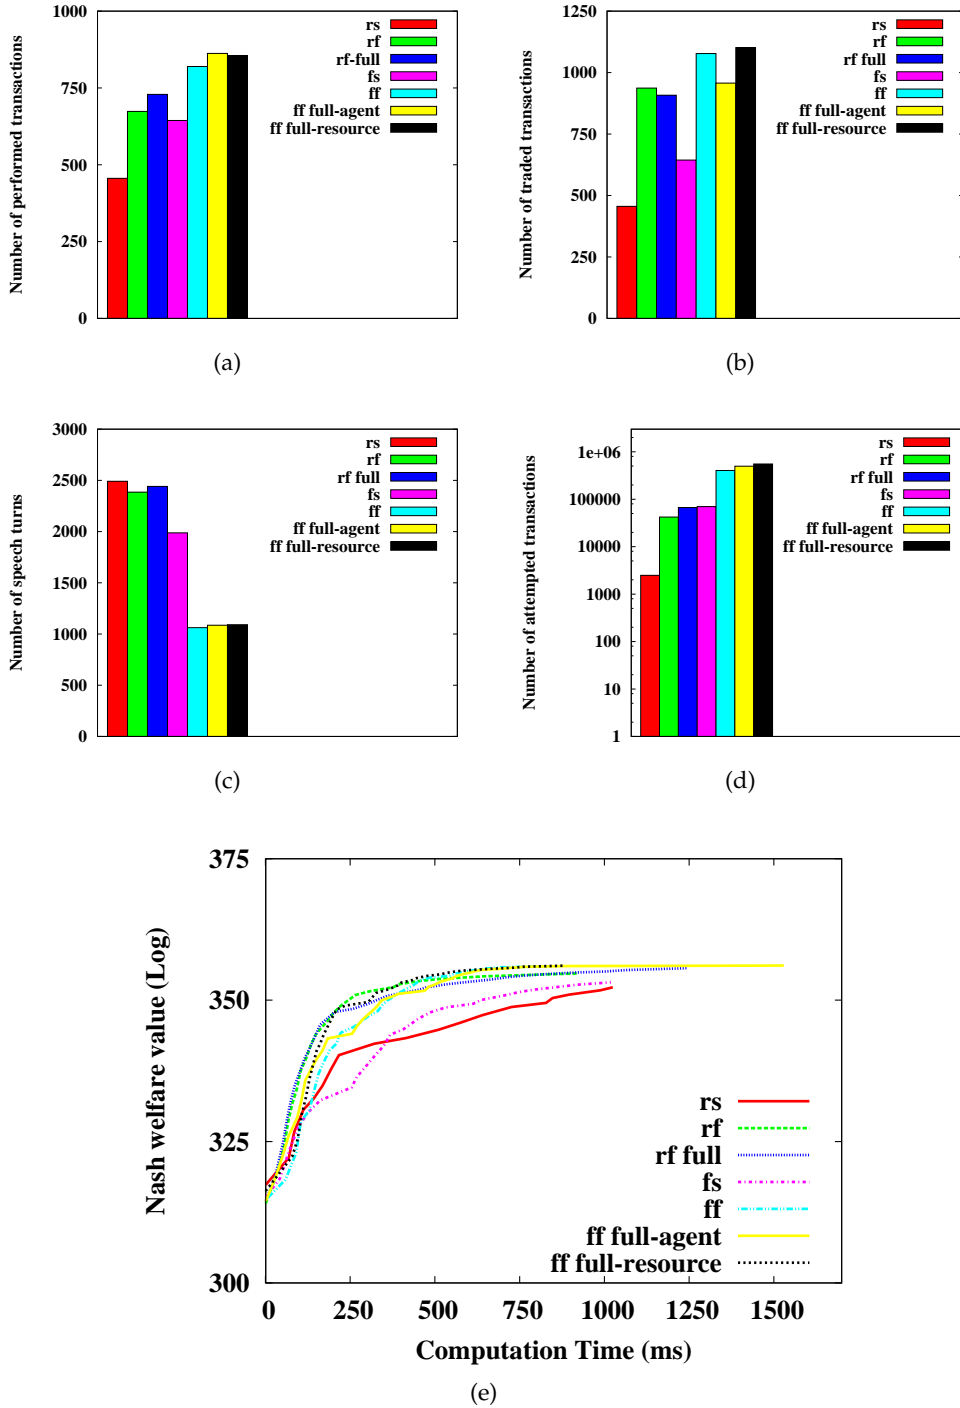 Number of performed transactions
1000
750
500
250
0
rs
rf
rf-full
fs
ff
ff full-agent
ff full-resource
(a)
Number of traded transactions
1250
1000
750
500
250
0
rs
rf
rf full
fs
ff
ff full-agent
ff full-resource
(b)
Number of speech turns
3000
2500
2000
1500
1000
500
0
rs
rf
rf full
fs
ff
ff full-agent
ff full-resource
(c)
Number of attempted transactions
1e+06
100000
10000
1000
100
10
1
rs
rf
rf full
fs
ff
ff full-agent
ff full-resource
(d)
Nash welfare value (Log)
375
350
325
300
rs
rf
rf full
fs
ff
ff full-agent
ff full-resource
0 250 500 750 1000 1250 1500
Computation Time (ms)
(e)